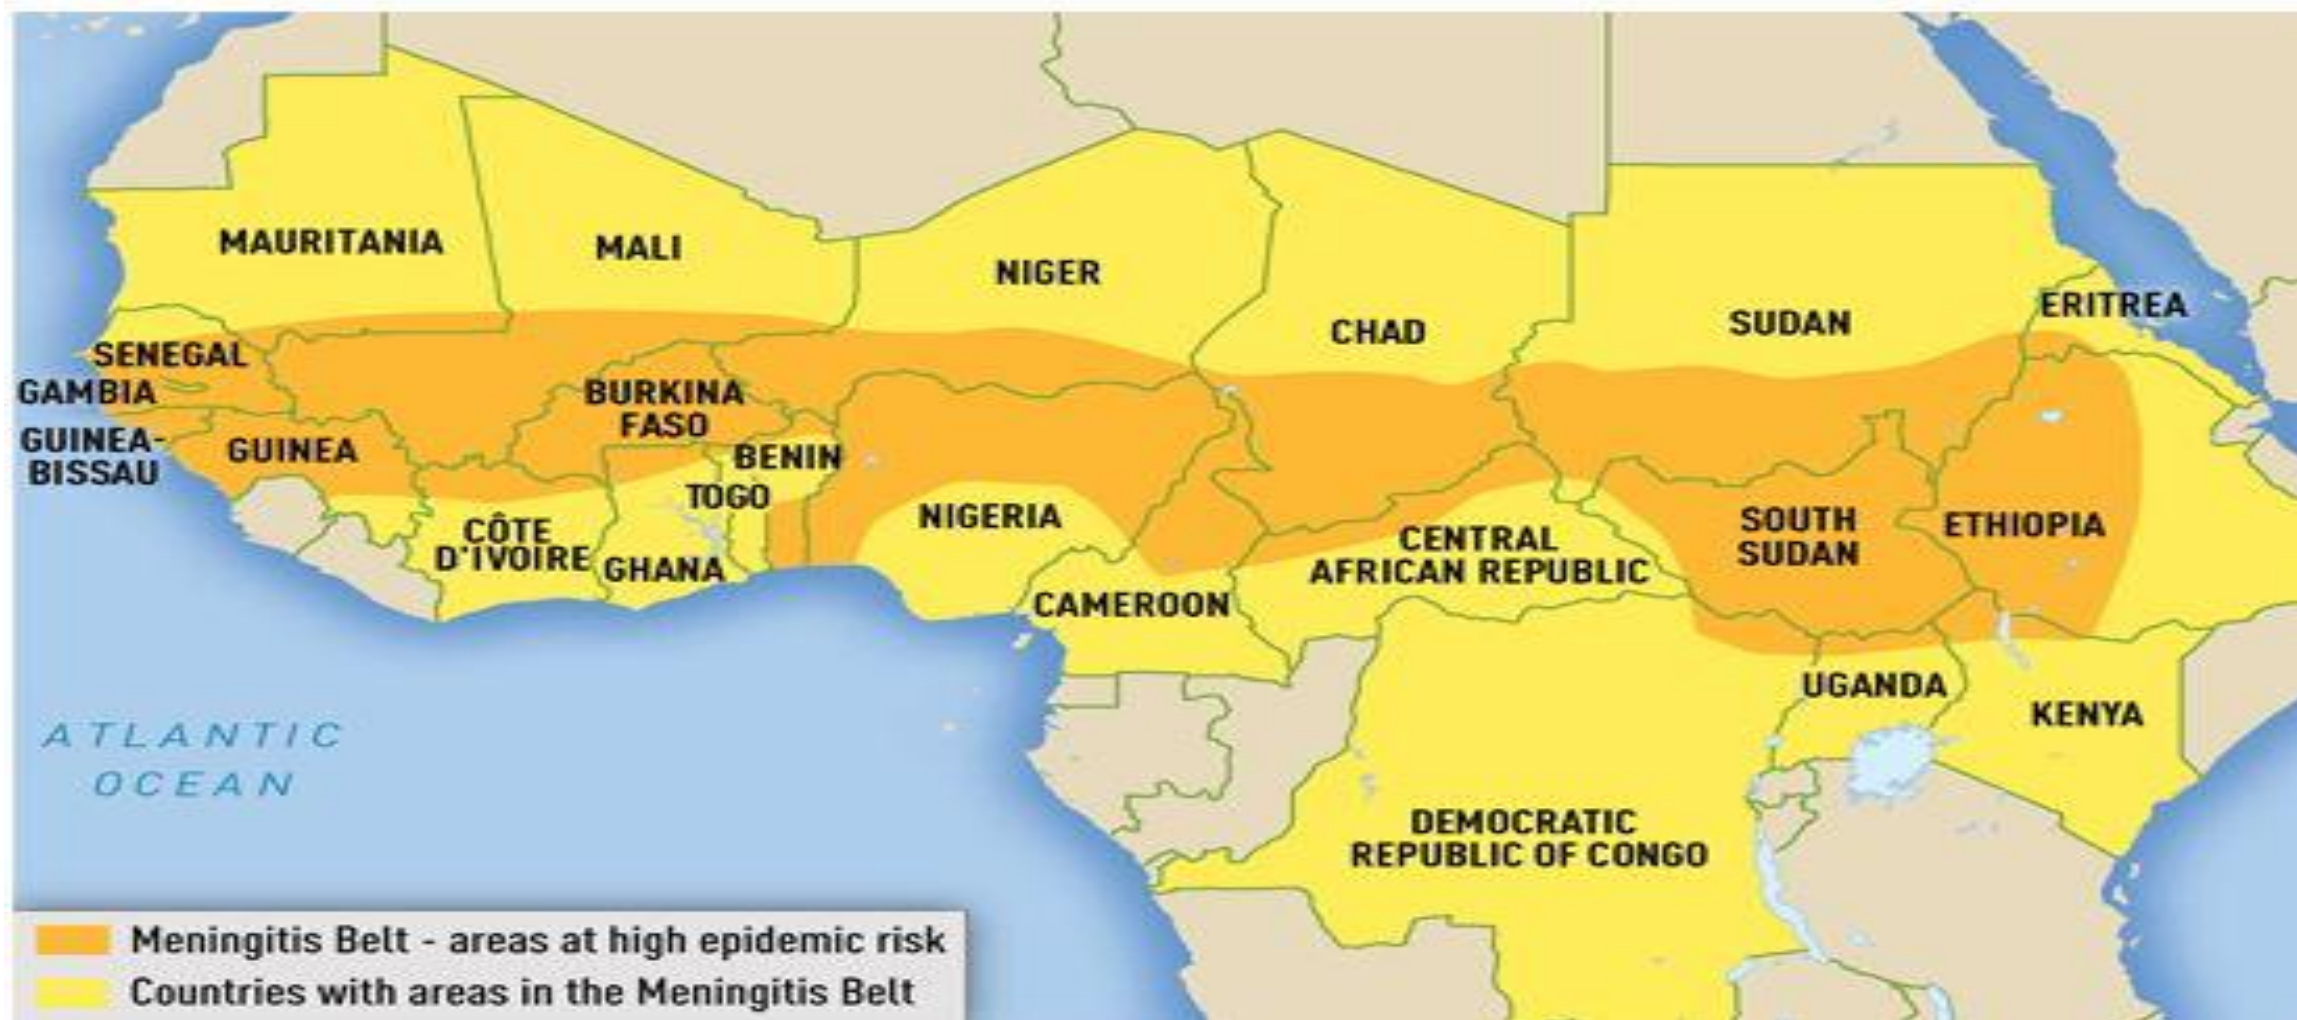 MAURITANIA
MALI
NIGER
CHAD
SUDAN
ERITREA
SENEGAL
GAMBIA
GUINEA-
BISSAU
GUINEA
BURKINA
FASO
BENIN
TOGO
CÔTE
D'IVOIRE
GHANA
NIGERIA
CAMEROON
CENTRAL
AFRICAN REPUBLIC
SOUTH
SUDAN
ETHIOPIA
UGANDA
KENYA
DEMOCRATIC
REPUBLIC OF CONGO
ATLANTIC
OCEAN
Meningitis Belt - areas at high epidemic risk
Countries with areas in the Meningitis Belt